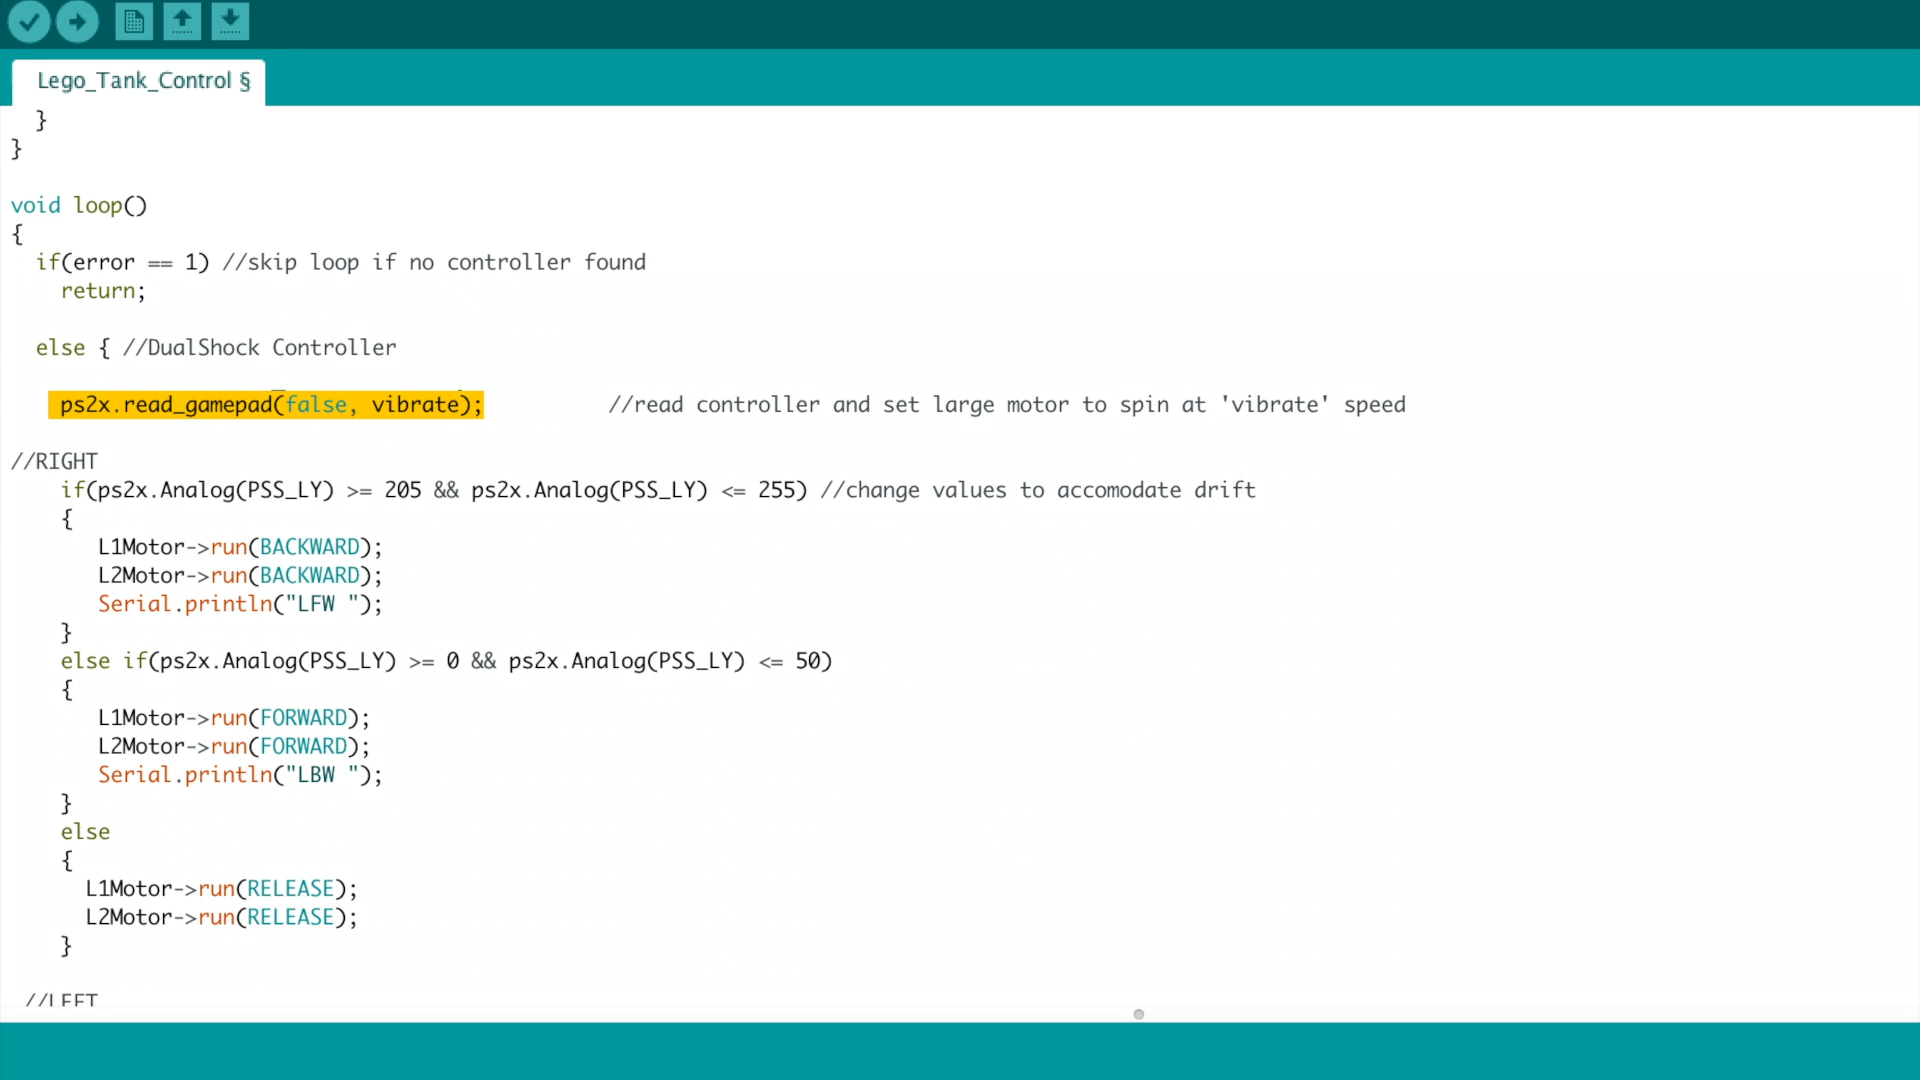 Lego_Tank_Control §
}
}
void loop()
{
if(error == 1) //skip loop if no controller found
return;
else { //DualShock Controller
ps2x.read_gamepad(false, vibrate); //read controller and set large motor to spin at 'vibrate' speed
//RIGHT
if(ps2x.Analog(PSS_LY) >= 205 && ps2x.Analog(PSS_LY) <= 255) //change values to accomodate drift
{
L1Motor->run(BACKWARD);
L2Motor->run(BACKWARD);
Serial.println("LFW ");
}
else if(ps2x.Analog(PSS_LY) >= 0 && ps2x.Analog(PSS_LY) <= 50)
{
L1Motor->run(FORWARD);
L2Motor->run(FORWARD);
Serial.println("LBW ");
}
else
{
L1Motor->run(RELEASE);
L2Motor->run(RELEASE);
}
//LEFT